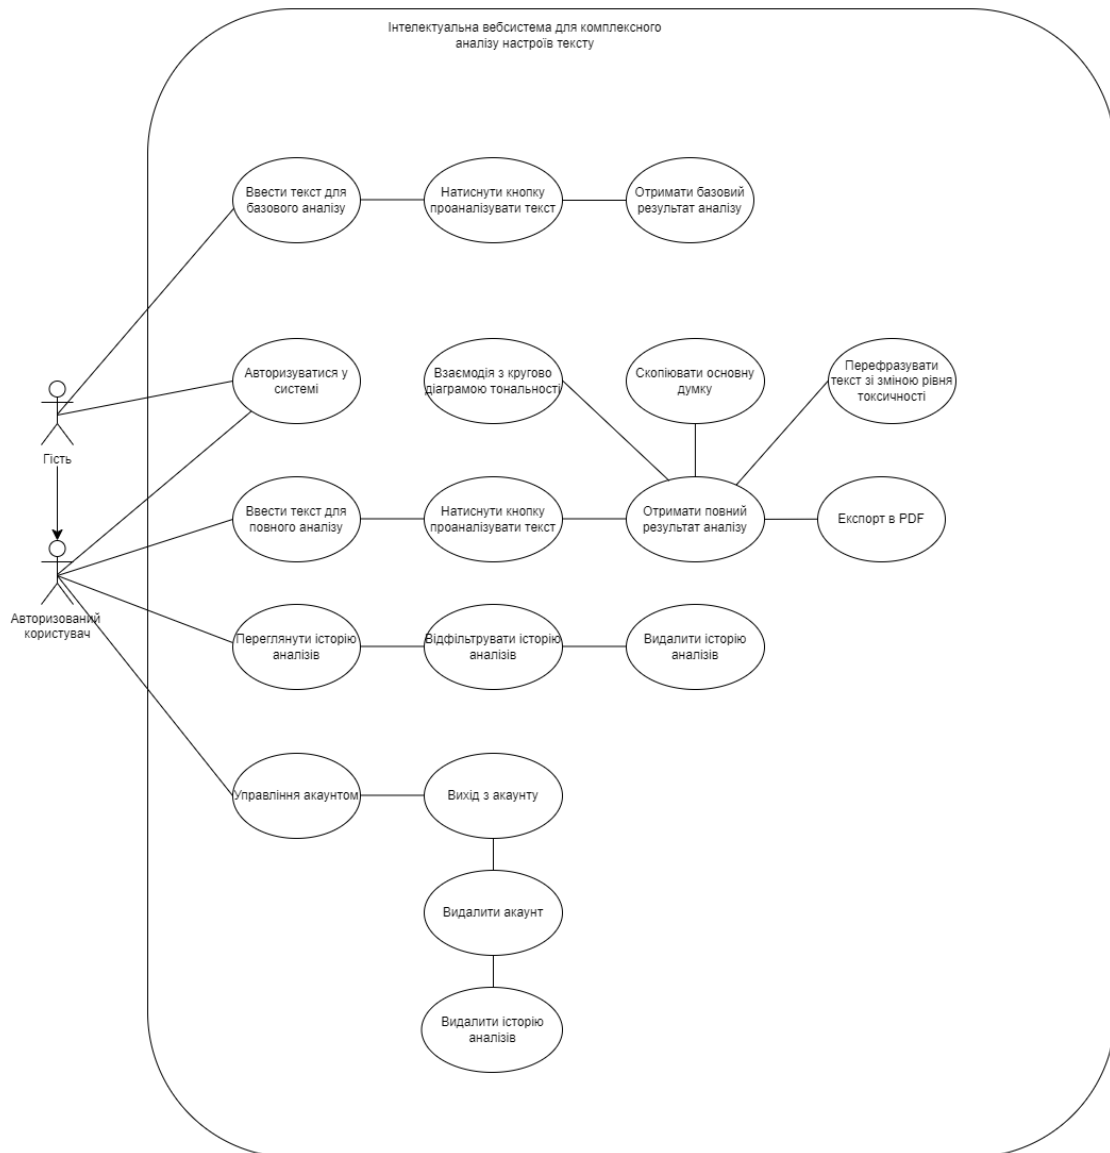 Інтелектуальна вебсистема для комплексного
аналізу настроїв тексту
Ввести текст для
базового аналізу
Натиснути кнопку
проаналізувати текст
Отримати базовий
результат аналізу
Авторизуватися у
системі
Взаємодія з кругово
діаграмою тональності
Скопіювати основну
думку
Перефразувати
текст зі зміною рівня
токсичності
Гість
Ввести текст для
повного аналізу
Натиснути кнопку
проаналізувати текст
Отримати повний
результат аналізу
Експорт в PDF
Авторизований
користувач
Переглянути історію
аналізів
Відфільтрувати історію
аналізів
Видалити історію
аналізів
Управління акаунтом
Вихід з акаунту
Видалити акаунт
Видалити історію
аналізів